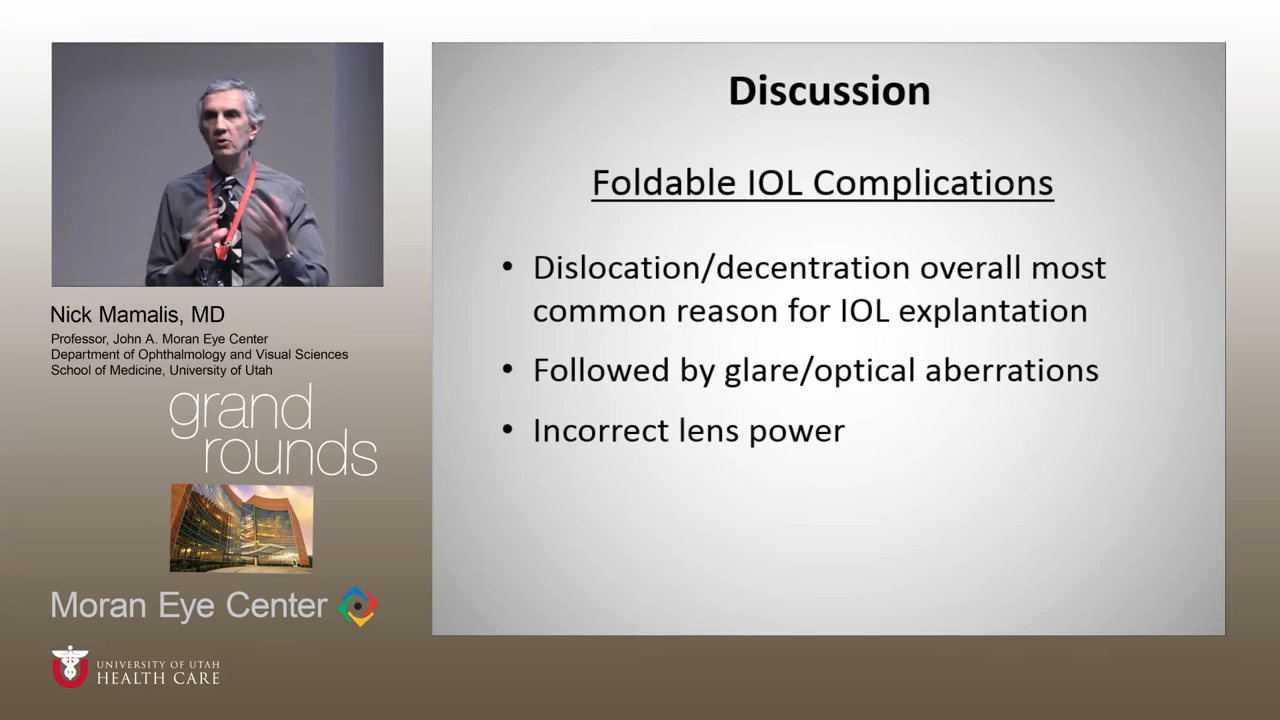 Discussion
Foldable IOL Complications
• Dislocation/decentration overall most
common reason for IOL explantation
• Followed by glare/optical aberrations
• Incorrect lens power
Nick Mamalis, MD
Professor, John A. Moran Eye Center
Department of Ophthalmology and Visual Sciences
School of Medicine, University of Utah
grand
rounds
Moran Eye Center
UNIVERSITY OF UTAH
HEALTH CARE